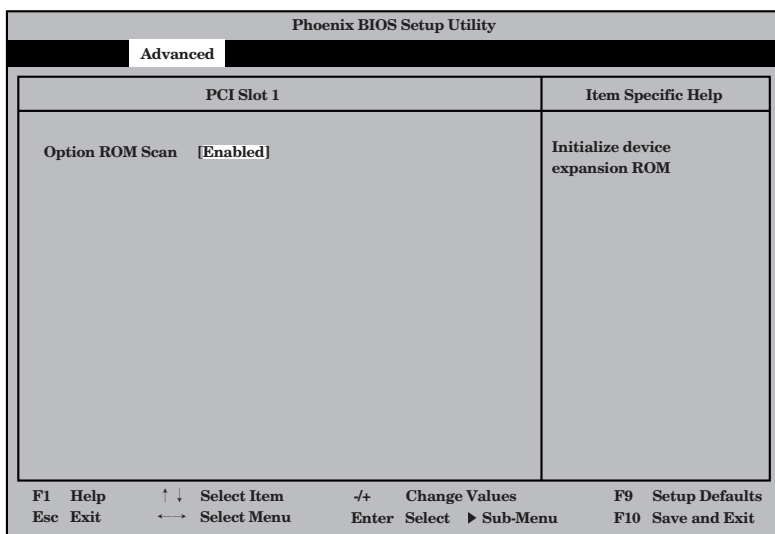 Phoenix BIOS Setup Utility
Advanced
PCI Slot 1
Item Specific Help
Option ROM Scan [Enabled]
Initialize device
expansion ROM
F1 Help ↑ ↓ Select Item -/+ Change Values F9 Setup Defaults
Esc Exit ←→ Select Menu Enter Select ▶ Sub-Menu F10 Save and Exit